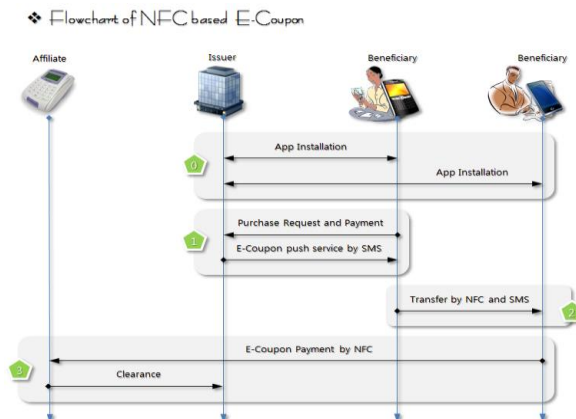 ❖ Flowchart of NFC based E-Coupon
Affiliate
Issuer
Beneficiary
Beneficiary
App Installation
0
App Installation
Purchase Request and Payment
1
E-Coupon push service by SMS
Transfer by NFC and SMS
2
E-Coupon Payment by NFC
3
Clearance